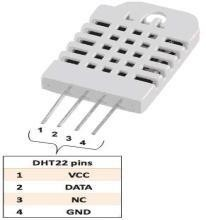 1 2 3 4
DHT22 pins
1 VCC
2 DATA
3 NC
4 GND